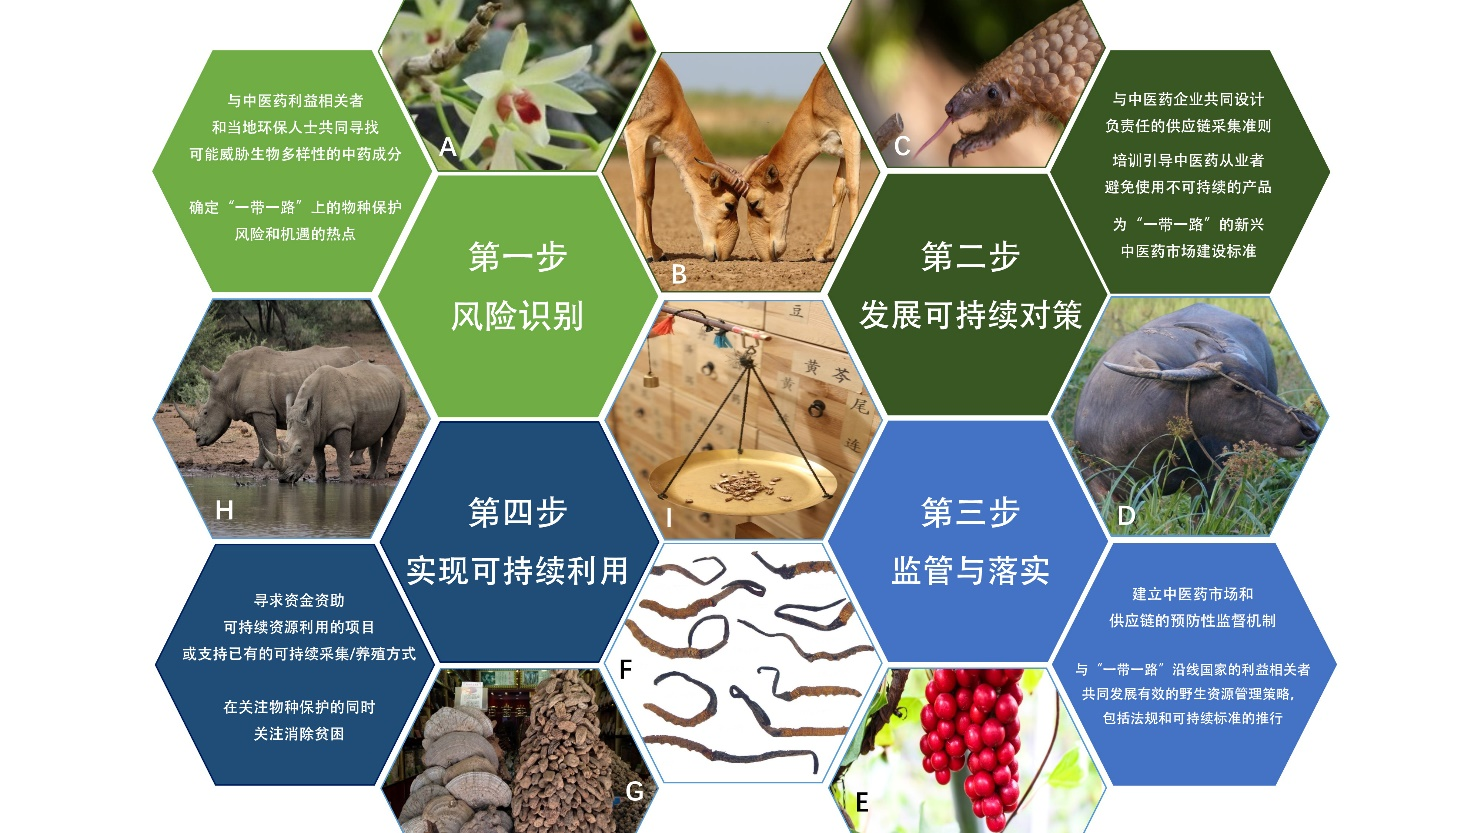 与中医药利益相关者
和当地环保人士共同寻找
可能威胁生物多样性的中药成分
确定“一带一路”上的物种保护
风险和机遇的热点
A
第一步
风险识别
B
C
第二步
发展可持续对策
与中医药企业共同设计
负责任的供应链采集准则
培训引导中医药从业者
避免使用不可持续的产品
为“一带一路”的新兴
中医药市场建设标准
H
豆
黄芩
黄
尾
连
I
D
第四步
实现可持续利用
第三步
监管与落实
寻求资金资助
可持续资源利用的项目
或支持已有的可持续采集/养殖方式
在关注物种保护的同时
关注消除贫困
F
G
E
建立中医药市场和
供应链的预防性监督机制
与“一带一路”沿线国家的利益相关者
共同发展有效的野生资源管理策略,
包括法规和可持续标准的推行